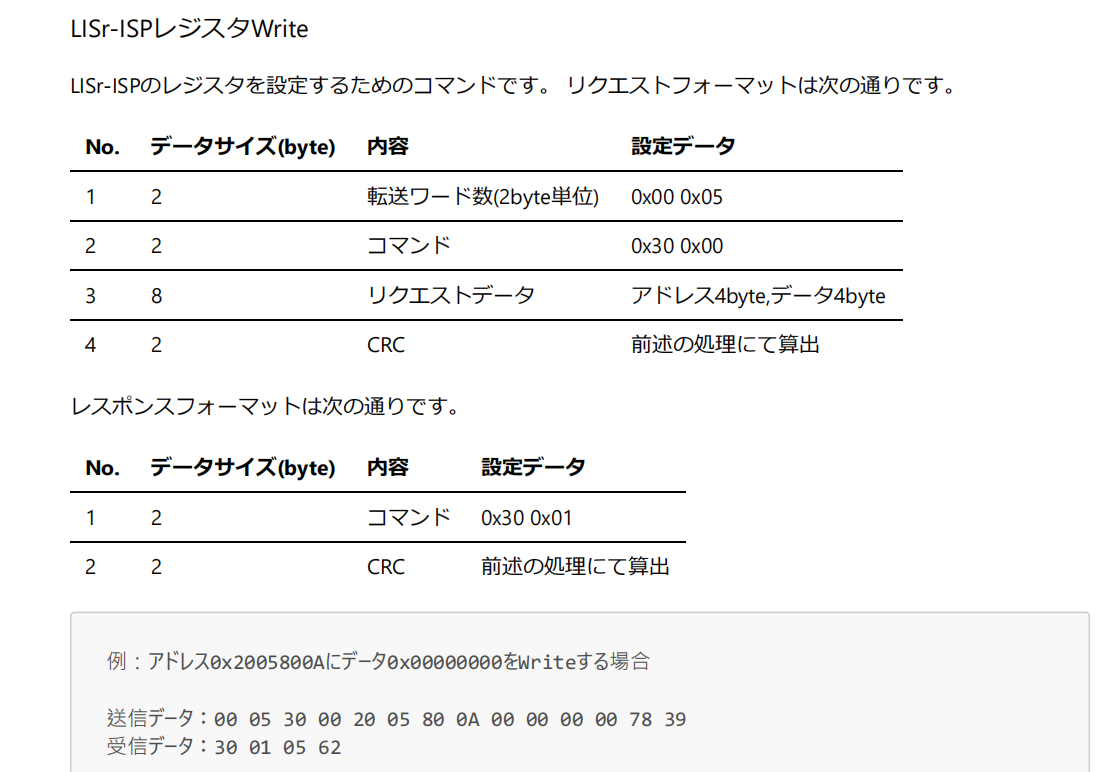 LISr-ISPレジスタWrite
LISr-ISPのレジスタを設定するためのコマンドです。 リクエストフォーマットは次の通りです。
No. データサイズ(byte) 内容 設定データ
1 2 転送ワード数(2byte単位) 0x00 0x05
2 2 コマンド 0x30 0x00
3 8 リクエストデータ アドレス4byte,データ4byte
4 2 CRC 前述の処理にて算出
レスポンスフォーマットは次の通りです。
No. データサイズ(byte) 内容 設定データ
1 2 コマンド 0x30 0x01
2 2 CRC 前述の処理にて算出
例：アドレス0x2005800Aにデータ0x00000000をWriteする場合
送信データ：00 05 30 00 20 05 80 0A 00 00 00 00 78 39
受信データ：30 01 05 62